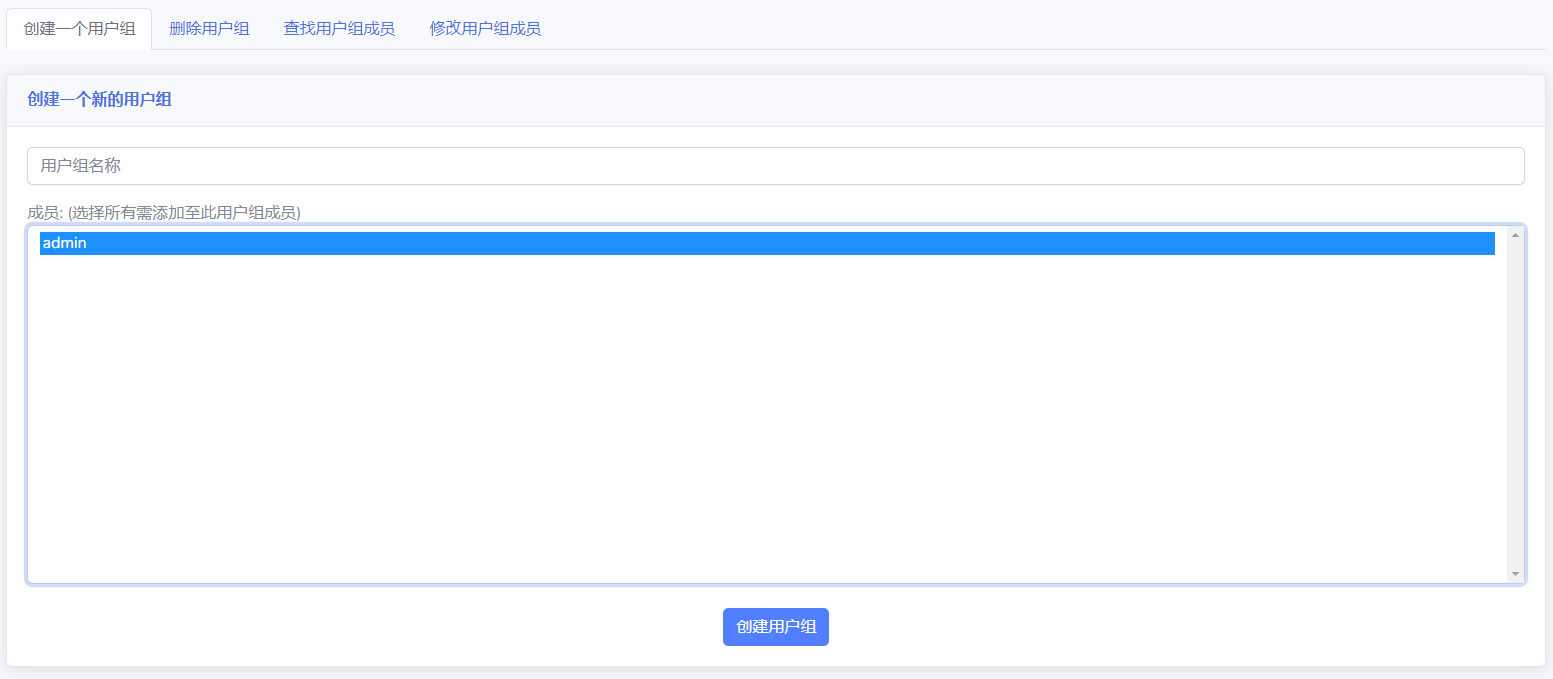 创建一个用户组 删除用户组 查找用户组成员 修改用户组成员
创建一个新的用户组
用户组名称
成员: (选择所有需添加至此用户组成员)
admin
创建用户组